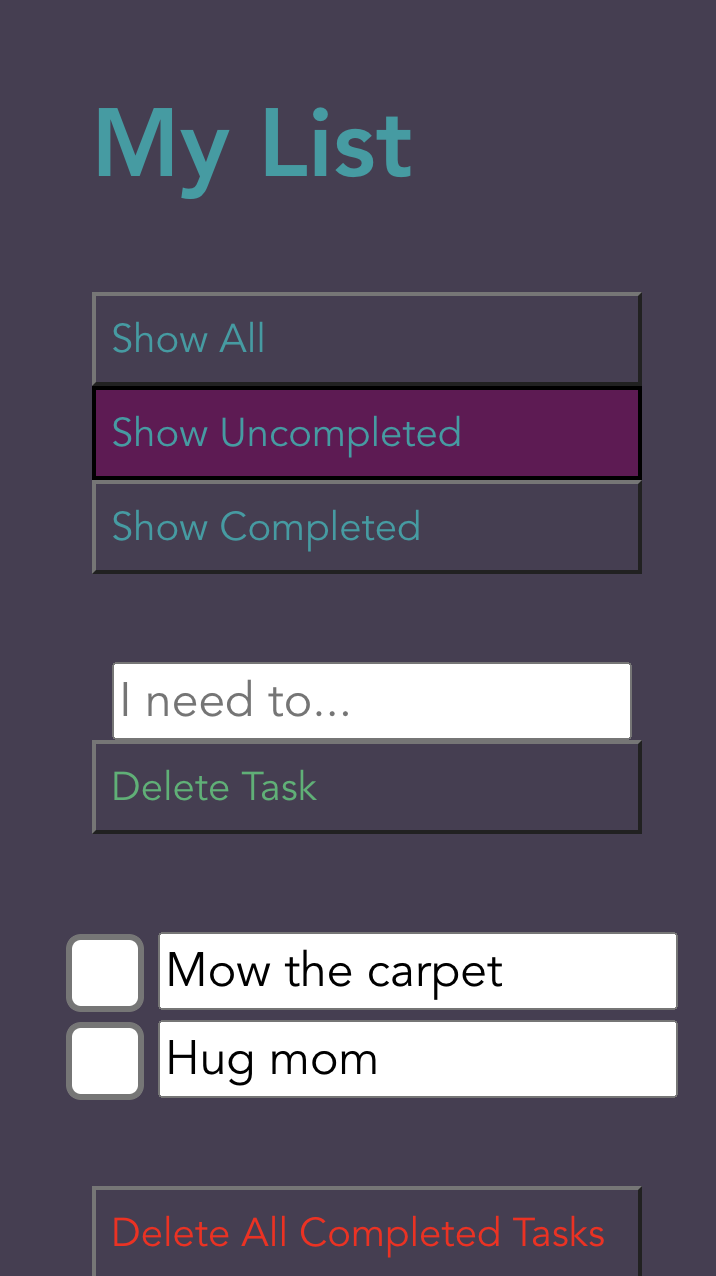 My List
Show All
Show Uncompleted
Show Completed
I need to...
Delete Task
Mow the carpet
Hug mom
Delete All Completed Tasks